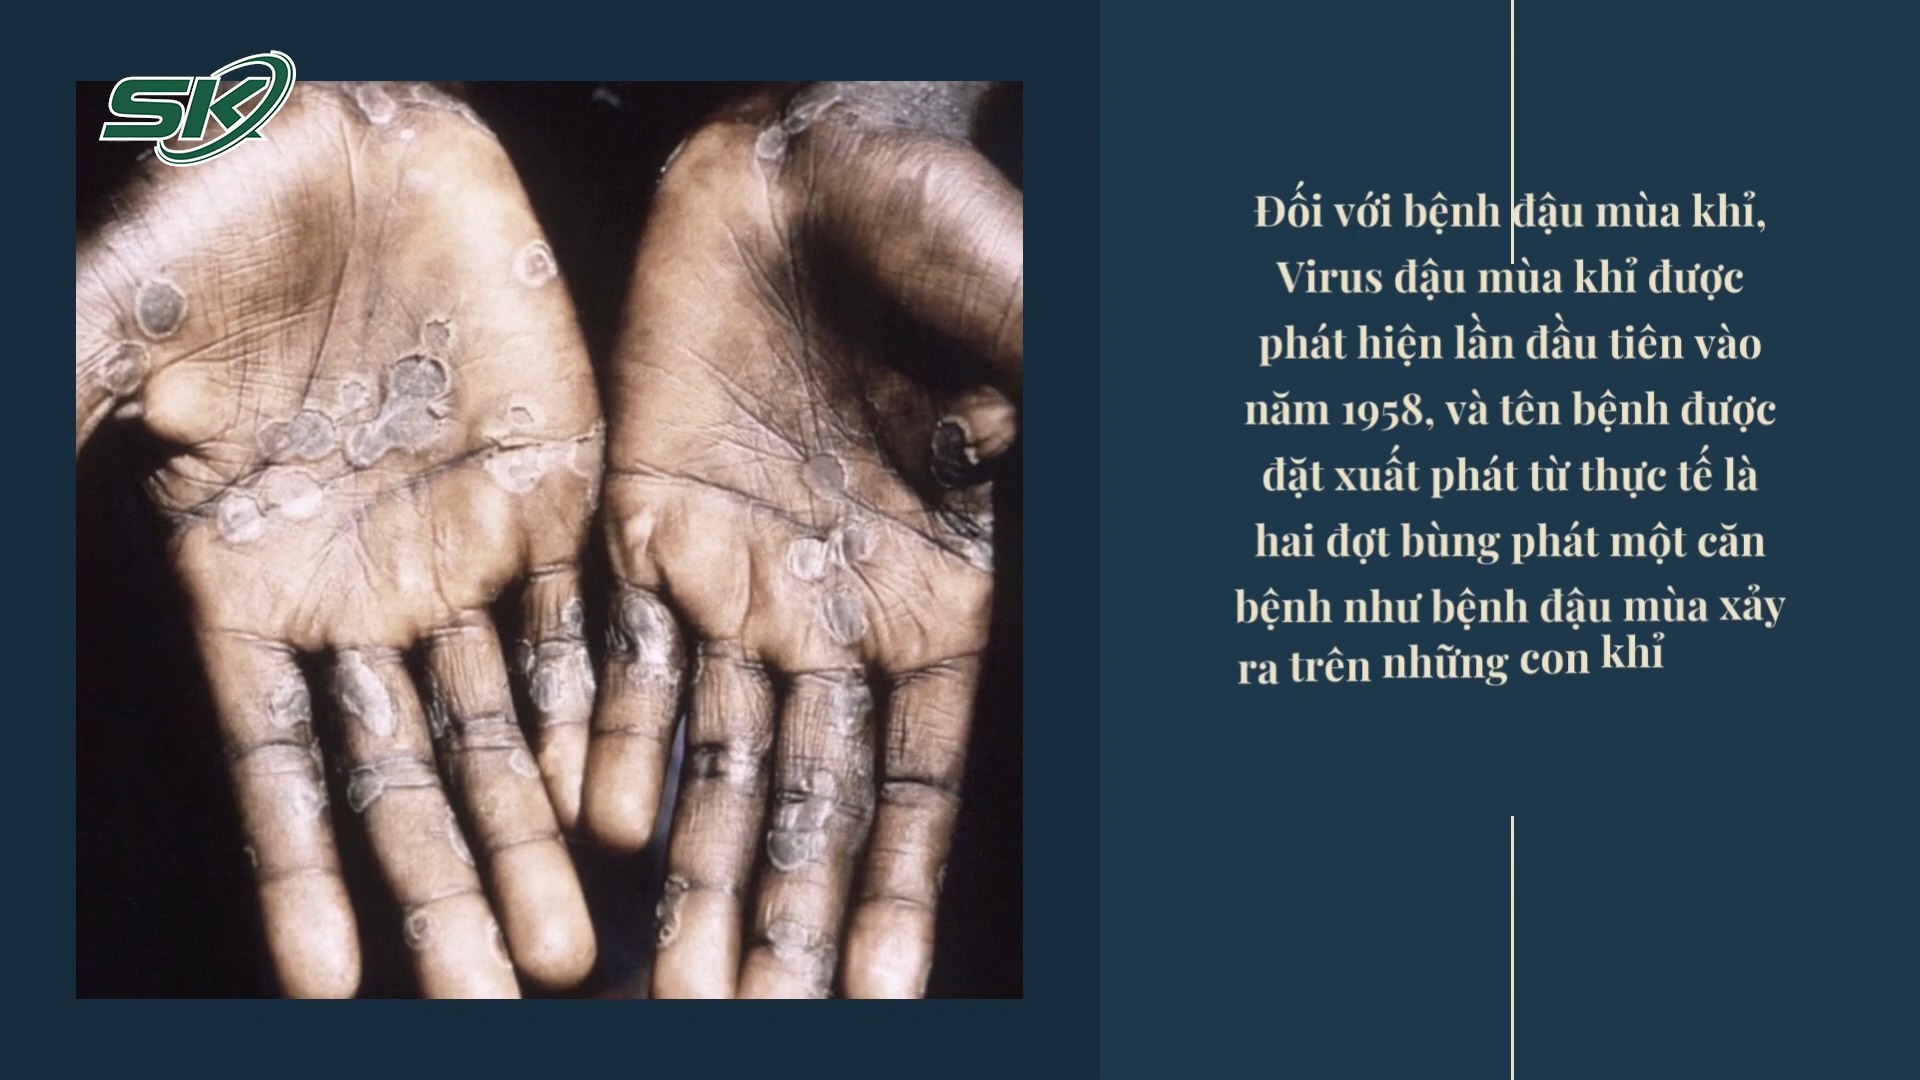 SK
Đối với bệnh đậu mùa khỉ,
Virus đậu mùa khỉ được
phát hiện lần đầu tiên vào
năm 1958, và tên bệnh được
đặt xuất phát từ thực tế là
hai đợt bùng phát một căn
bệnh như bệnh đậu mùa xảy
ra trên những con khỉ